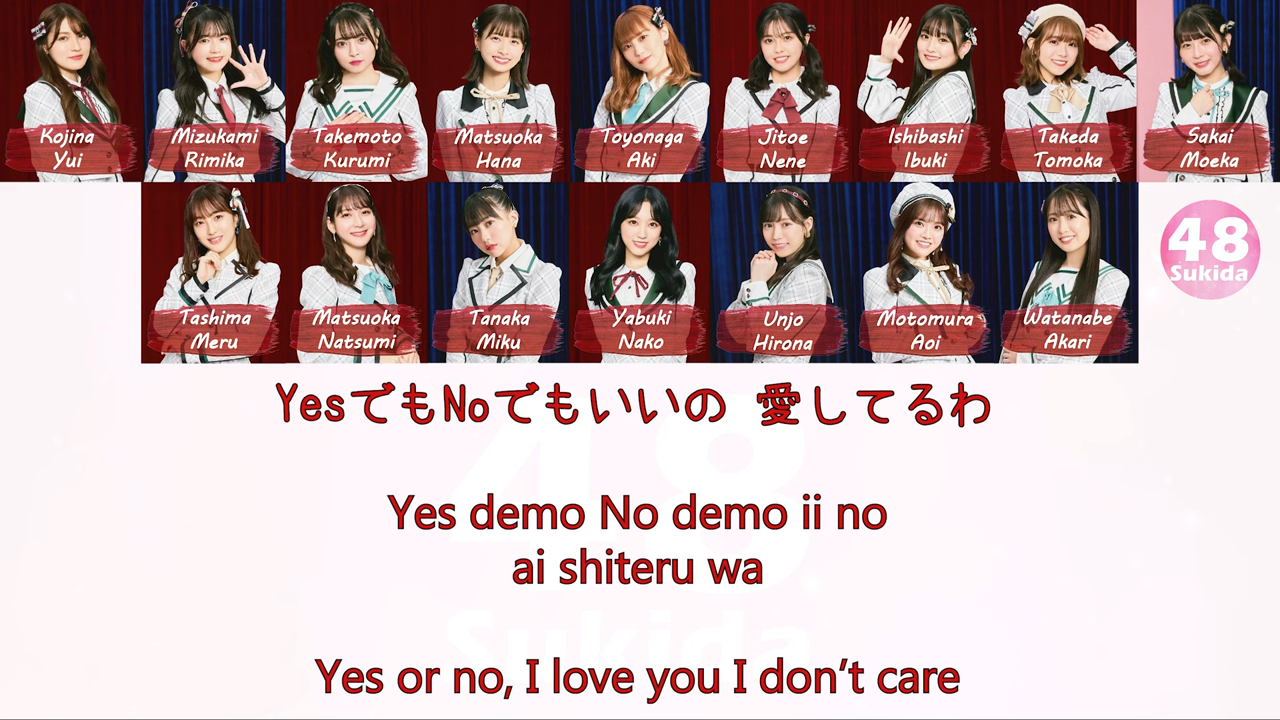 Kojina
Yui
Mizukami
Rimika
Takemoto
Kurumi
Matsuoka
Hana
Toyonaga
Aki
Jitoe
Nene
Ishibashi
Ibuki
Takeda
Tomoka
Sakai
Moeka
Tashima
Meru
Matsuoka
Natsumi
Tanaka
Miku
Yabuki
Nako
Unjo
Hirona
Motomura
Aoi
Watanabe
Akari
48
Sukida
YesでもNoでもいいの 愛してるわ
Yes demo No demo ii no
ai shiteru wa
Yes or no, I love you I don't care
48
Sukida